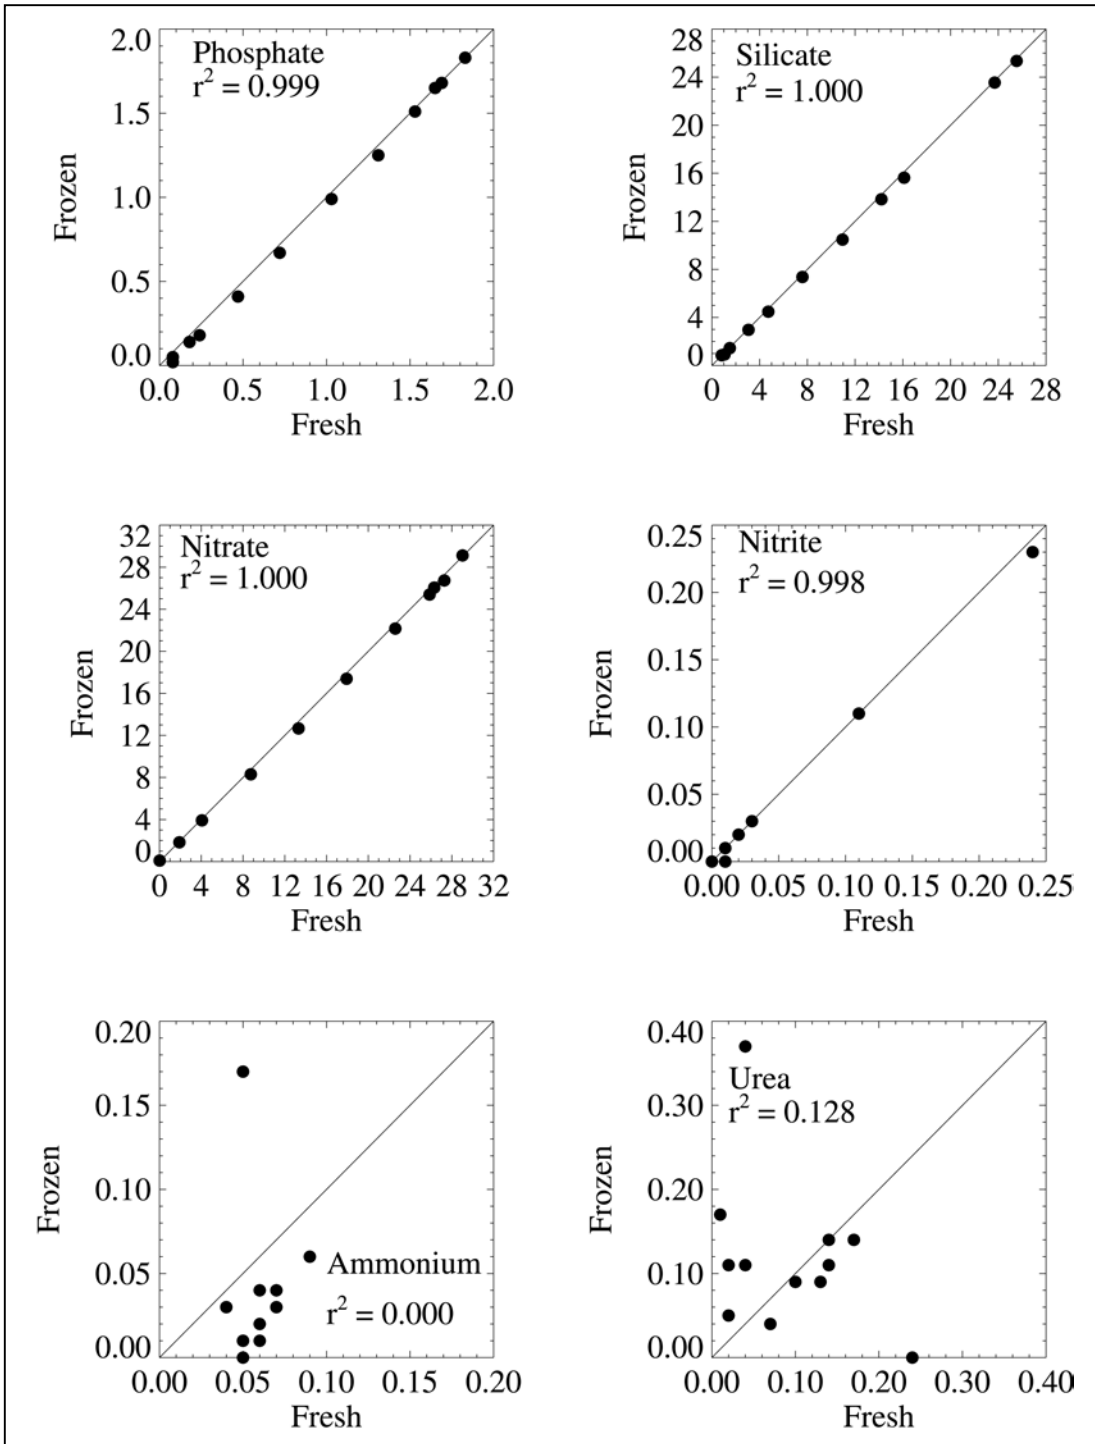 Phosphate
r² = 0.999
2.0
1.5
1.0
0.5
0.0
Frozen
0.0 0.5 1.0 1.5 2.0
Fresh
Silicate
r² = 1.000
28
24
20
16
12
8
4
0
Frozen
0 4 8 12 16 20 24 28
Fresh
Nitrate
r² = 1.000
32
28
24
20
16
12
8
4
0
Frozen
0 4 8 12 16 20 24 28 32
Fresh
Nitrite
r² = 0.998
0.25
0.20
0.15
0.10
0.05
0.00
Frozen
0.00 0.05 0.10 0.15 0.20 0.25
Fresh
0.20
0.15
0.10
0.05
0.00
Frozen
Ammonium
r² = 0.000
0.00 0.05 0.10 0.15 0.20
Fresh
0.40
0.30
0.20
0.10
0.00
Frozen
Urea
r² = 0.128
0.00 0.10 0.20 0.30 0.40
Fresh